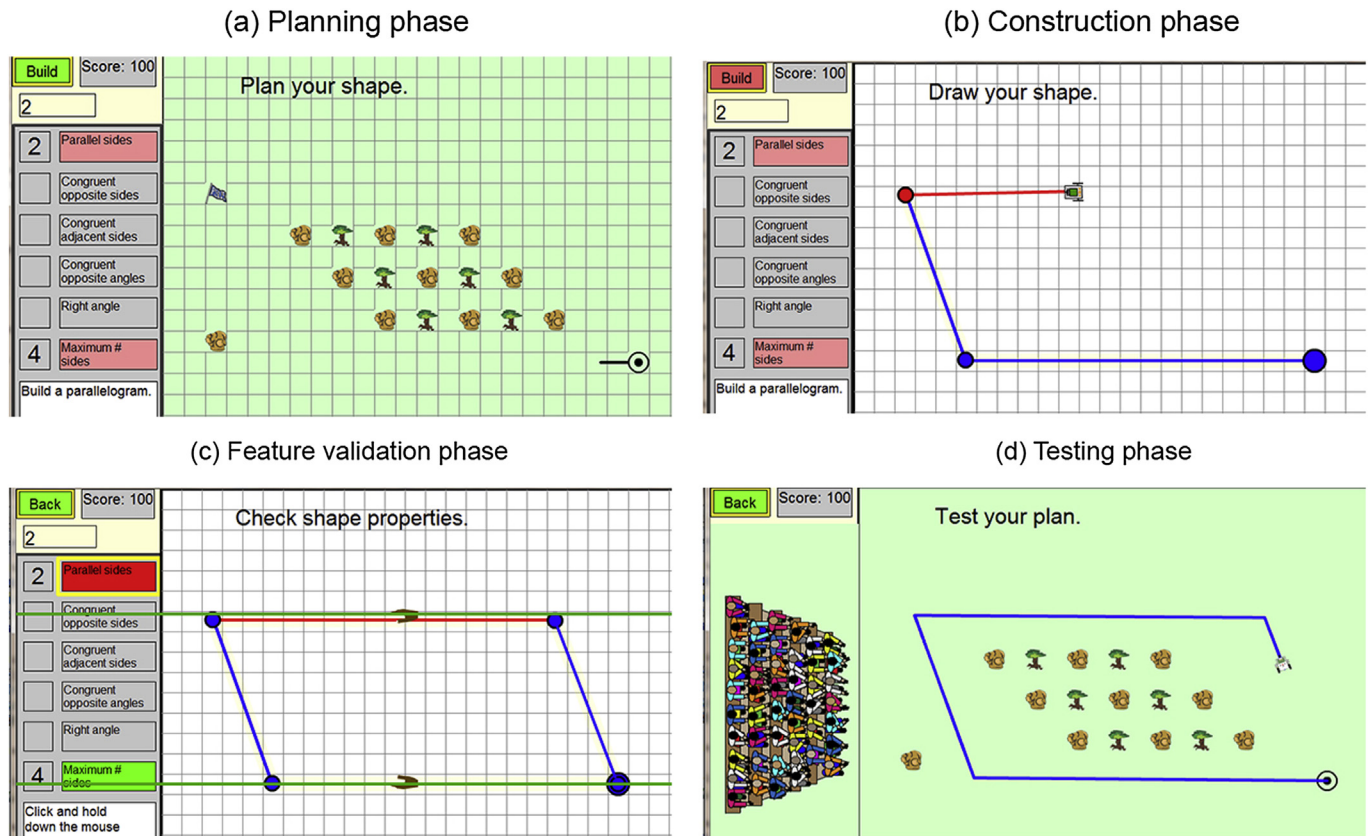 (a) Planning phase
Build
Score: 100
2
Plan your shape.
2
Parallel sides
Congruent
opposite sides
Congruent
adjacent sides
Congruent
opposite angles
Right angle
4
Maximum #
sides
Build a parallelogram.
(b) Construction phase
Build
Score: 100
2
Draw your shape.
2
Parallel sides
Congruent
opposite sides
Congruent
adjacent sides
Congruent
opposite angles
Right angle
4
Maximum #
sides
Build a parallelogram.
(c) Feature validation phase
Back
Score: 100
2
Check shape properties.
2
Parallel sides
Congruent
opposite sides
Congruent
adjacent sides
Congruent
opposite angles
Right angle
4
Maximum #
sides
Click and hold
down the mouse
(d) Testing phase
Back
Score: 100
Test your plan.